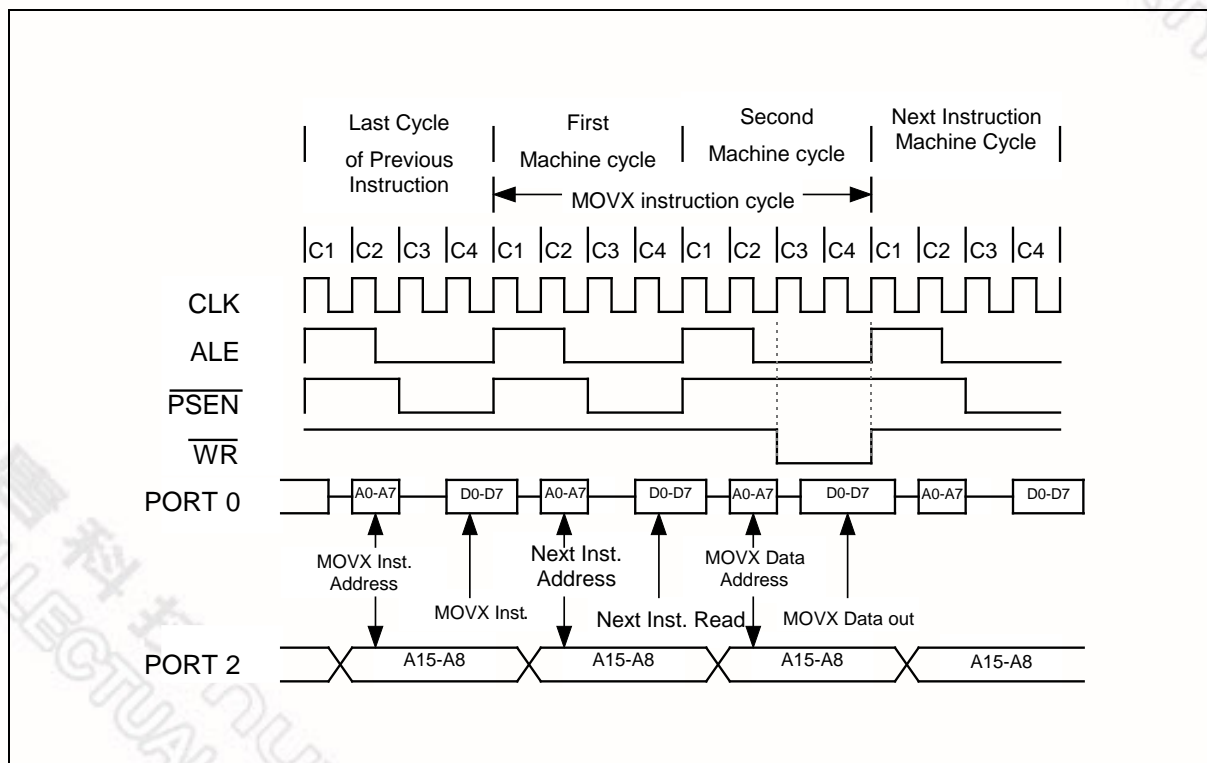 Last Cycle
of Previous
Instruction
First
Machine cycle
Second
Machine cycle
Next Instruction
Machine Cycle
MOVX instruction cycle
C1 C2 C3 C4 C1 C2 C3 C4 C1 C2 C3 C4 C1 C2 C3 C4
CLK
ALE
PSEN
WR
PORT 0
A0-A7 D0-D7 A0-A7 D0-D7 A0-A7 D0-D7 A0-A7 D0-D7
MOVX Inst.
Address
MOVX Inst.
Next Inst.
Address
Next Inst. Read
MOVX Data
Address
MOVX Data out
PORT 2
A15-A8 A15-A8 A15-A8 A15-A8